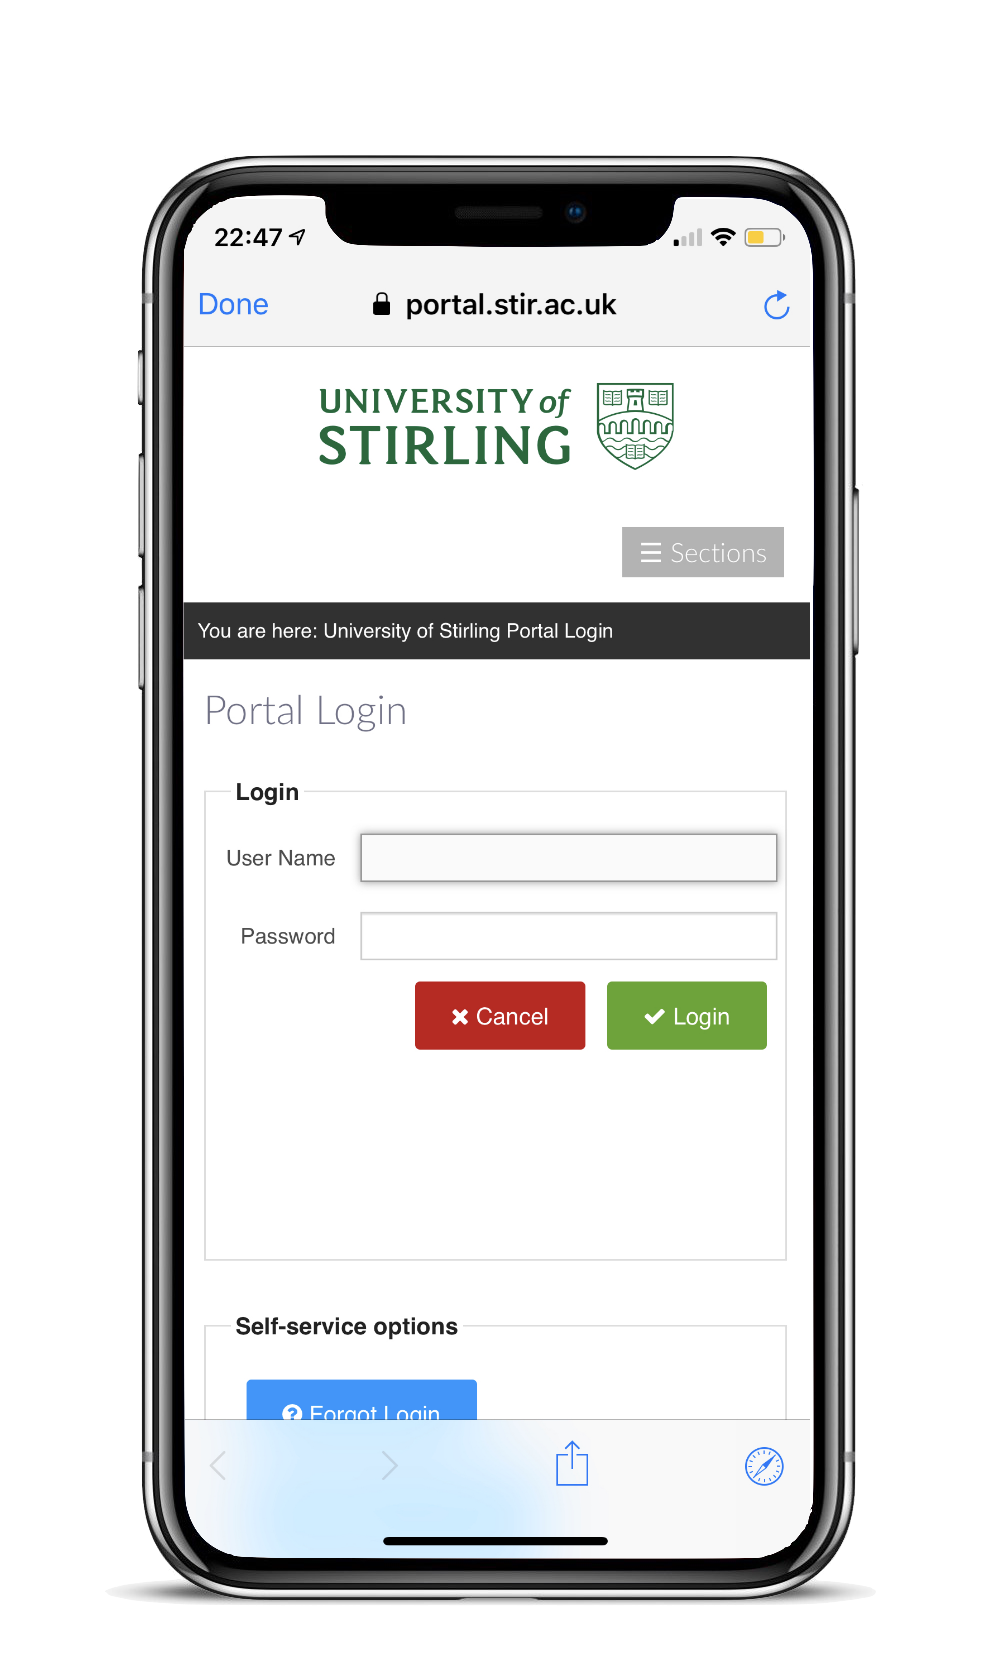 22:47
Done portal.stir.ac.uk
UNIVERSITY of
STIRLING
☰ Sections
You are here: University of Stirling Portal Login
Portal Login
Login
User Name
Password
Cancel Login
Self-service options
Forgot Login